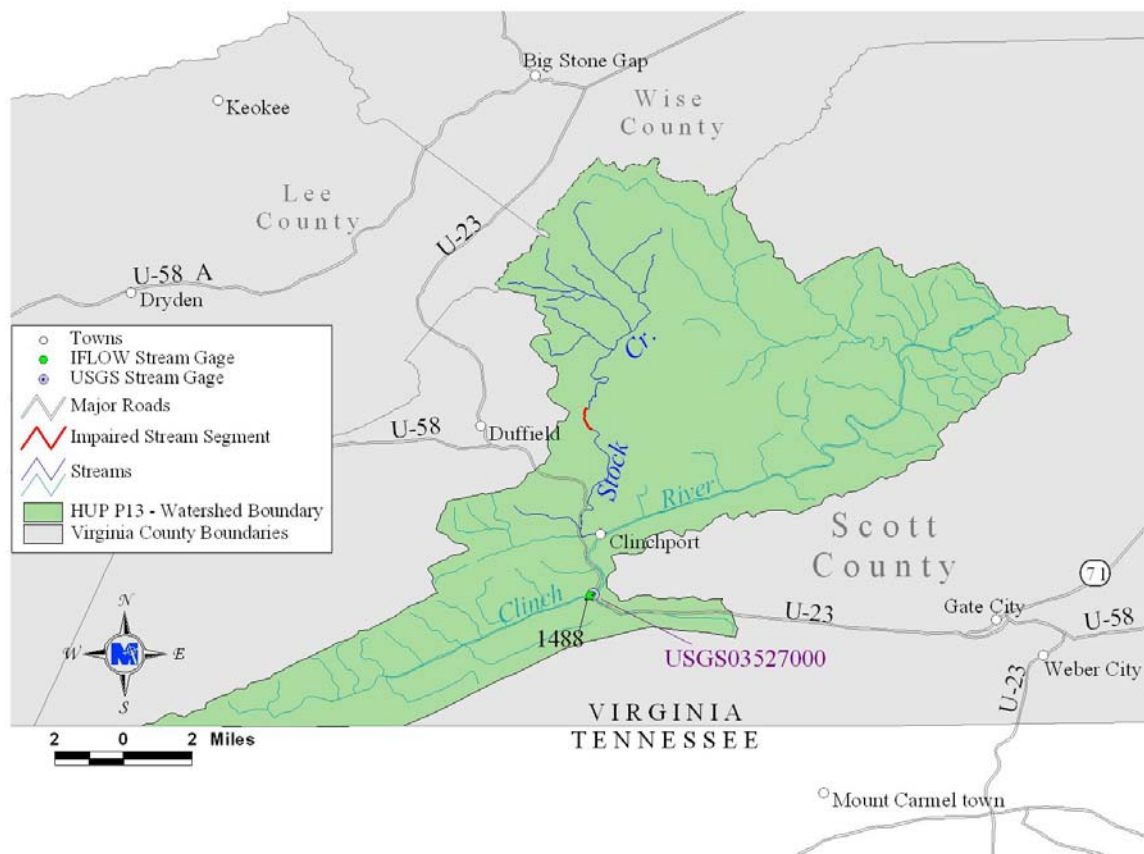 Big Stone Gap
Keokee
Wise
County
Lee
County
U-23
U-58 A
Dryden
Towns
IFLOW Stream Gage
USGS Stream Gage
Major Roads
Impaired Stream Segment
Streams
HUP P13 - Watershed Boundary
Virginia County Boundaries
Cr.
U-58
Duffield
Stock
River
Clinchport
Scott
County
71
Clinch
1488
U-23
Gate City
U-58
USGS03527000
Weber City
U-23
N
W
M
E
S
VIRGINIA
TENNESSEE
2 0 2 Miles
Mount Carmel town